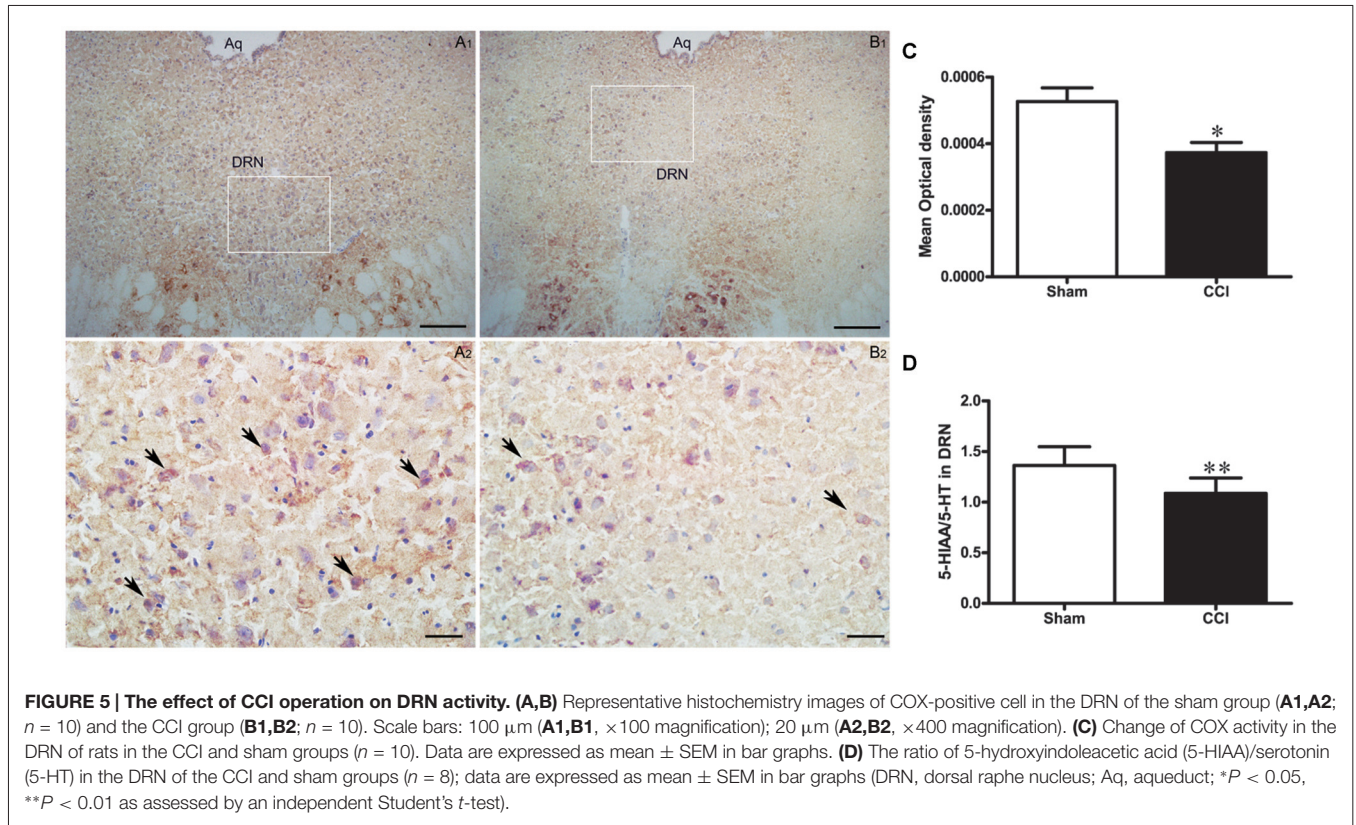 Aq
A1
DRN
Aq
B1
DRN
A2
B2
C
0.0006
0.0004
0.0002
0.0000
Mean Optical density
*
Sham
CCI
D
2.0
1.5
1.0
0.5
0.0
5-HIAA/5-HT in DRN
**
Sham
CCI
FIGURE 5 | The effect of CCI operation on DRN activity. (A,B) Representative histochemistry images of COX-positive cell in the DRN of the sham group (A1,A2;
n = 10) and the CCI group (B1,B2; n = 10). Scale bars: 100 μm (A1,B1, ×100 magnification); 20 μm (A2,B2, ×400 magnification). (C) Change of COX activity in the
DRN of rats in the CCI and sham groups (n = 10). Data are expressed as mean ± SEM in bar graphs. (D) The ratio of 5-hydroxyindoleacetic acid (5-HIAA)/serotonin
(5-HT) in the DRN of the CCI and sham groups (n = 8); data are expressed as mean ± SEM in bar graphs (DRN, dorsal raphe nucleus; Aq, aqueduct; *P < 0.05,
**P < 0.01 as assessed by an independent Student's t-test).